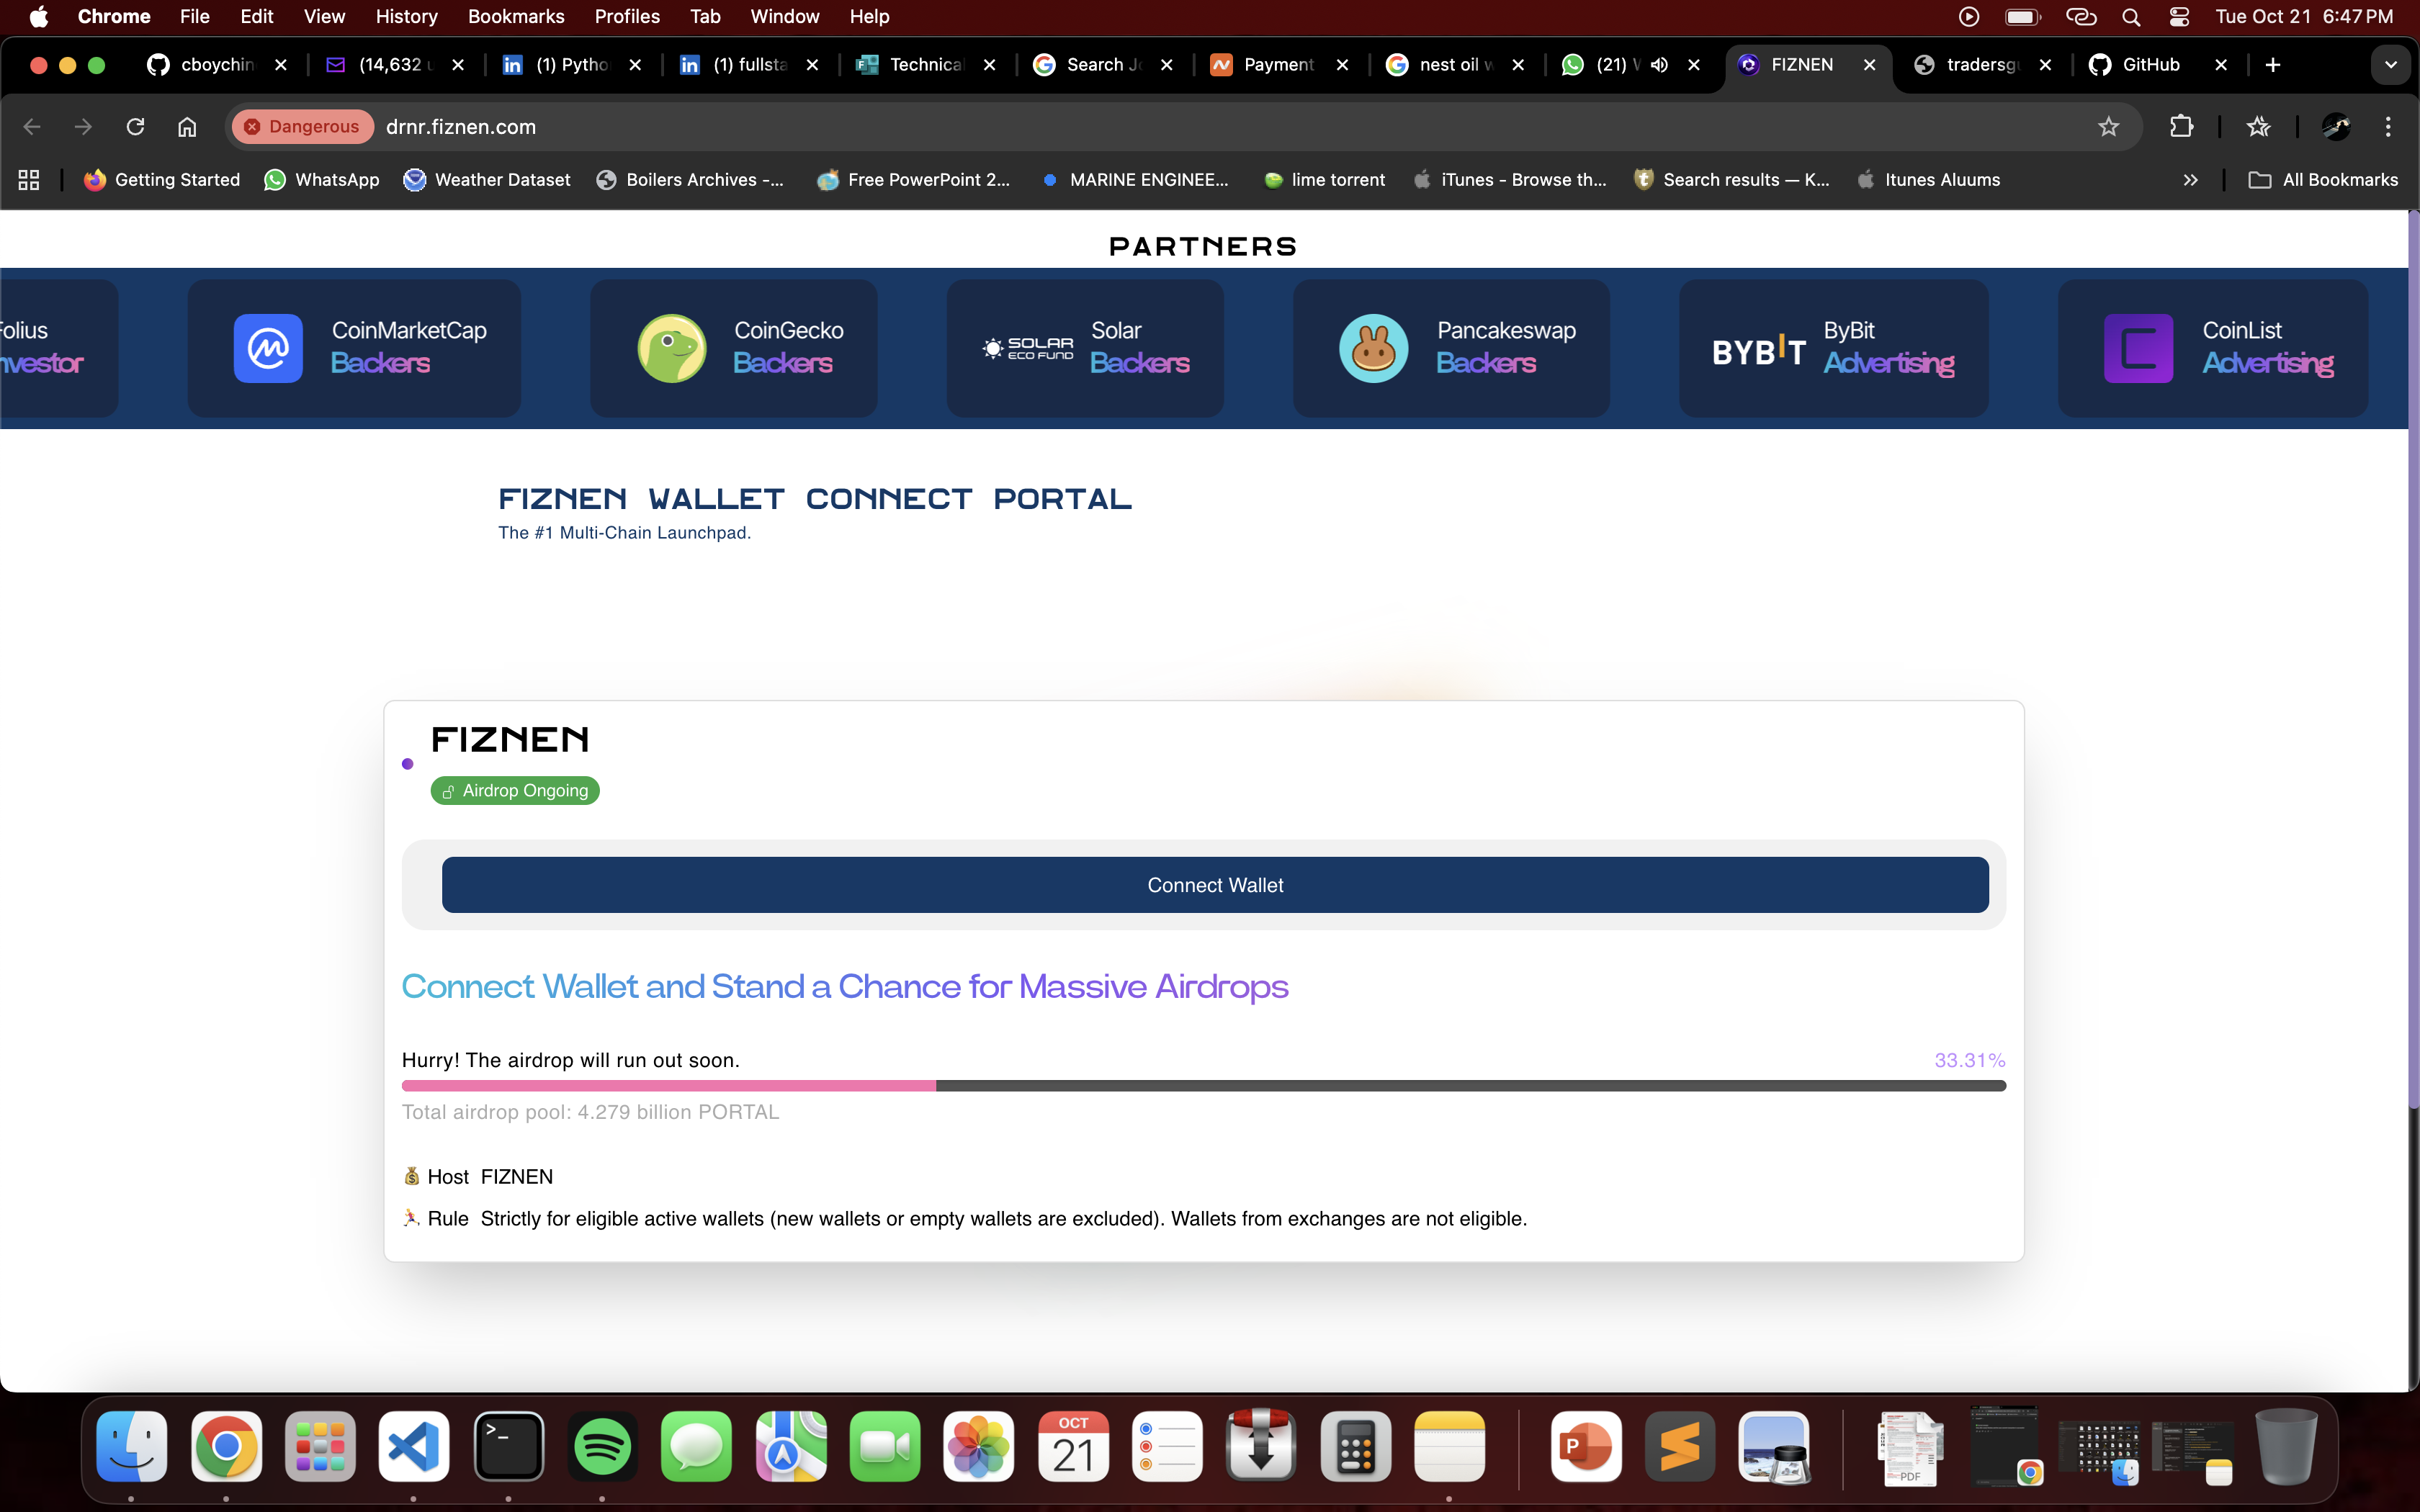 Chrome File Edit View History Bookmarks Profiles Tab Window Help Tue Oct 21 6:47 PM
cboychin (14,632 u (1) Pytho (1) fullsta Technical Search Jo Payment nest oil w (21) W FIZNEN tradersgu GitHub
Dangerous drnr.fiznen.com
Getting Started WhatsApp Weather Dataset Boilers Archives -... Free PowerPoint 2... MARINE ENGINEE... lime torrent iTunes - Browse th... Search results — K... Itunes Aluums All Bookmarks
PARTNERS
Folius CoinMarketCap CoinGecko Solar Pancakeswap ByBit CoinList
nvestor Backers Backers SOLAR ECO FUND Backers Backers BYBIT Advertising Advertising
FIZNEN WALLET CONNECT PORTAL
The #1 Multi-Chain Launchpad.
FIZNEN
Airdrop Ongoing
Connect Wallet
Connect Wallet and Stand a Chance for Massive Airdrops
Hurry! The airdrop will run out soon. 33.31%
Total airdrop pool: 4.279 billion PORTAL
Host FIZNEN
Rule Strictly for eligible active wallets (new wallets or empty wallets are excluded). Wallets from exchanges are not eligible.
OCT
21
PDF